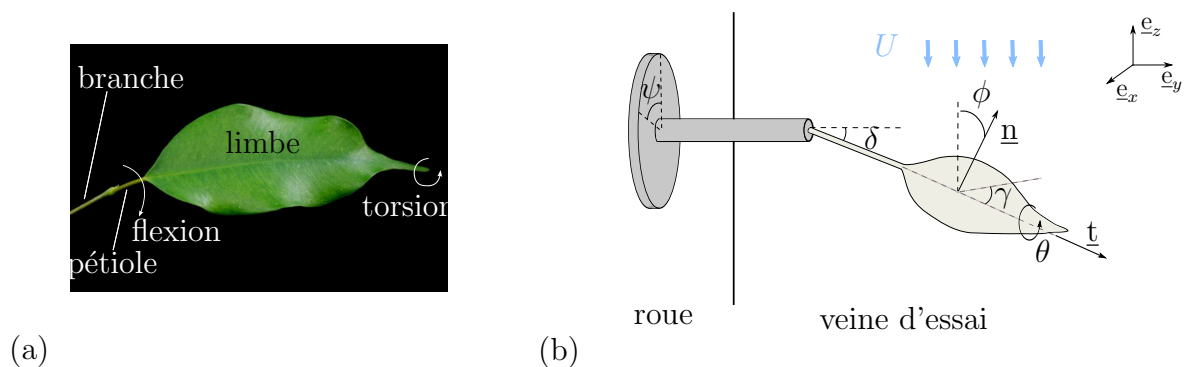 branche
limbe
torsion
flexion
pétiole
(a)
U
e_z
e_y
e_x
ψ
ϕ
n
δ
γ
θ
t
roue
veine d'essai
(b)